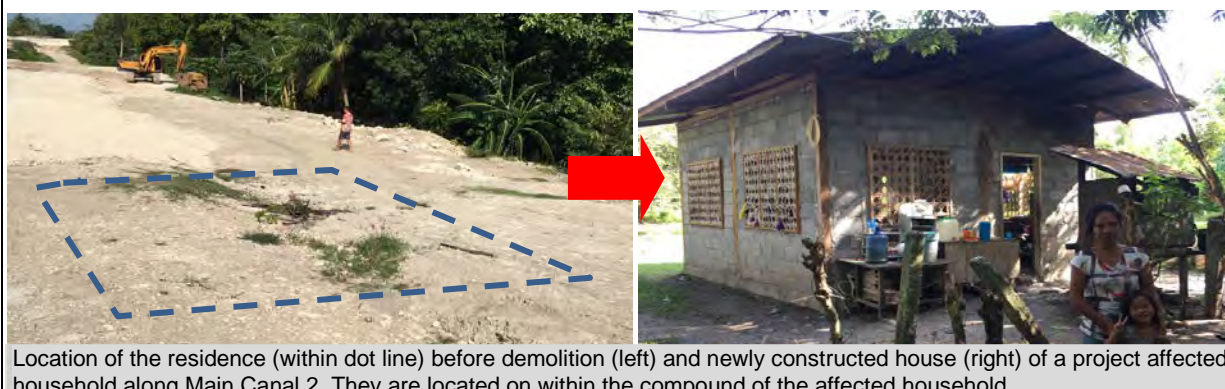 Location of the residence (within dot line) before demolition (left) and newly constructed house (right) of a project affected
household along Main Canal 2. They are located on within the compound of the affected household